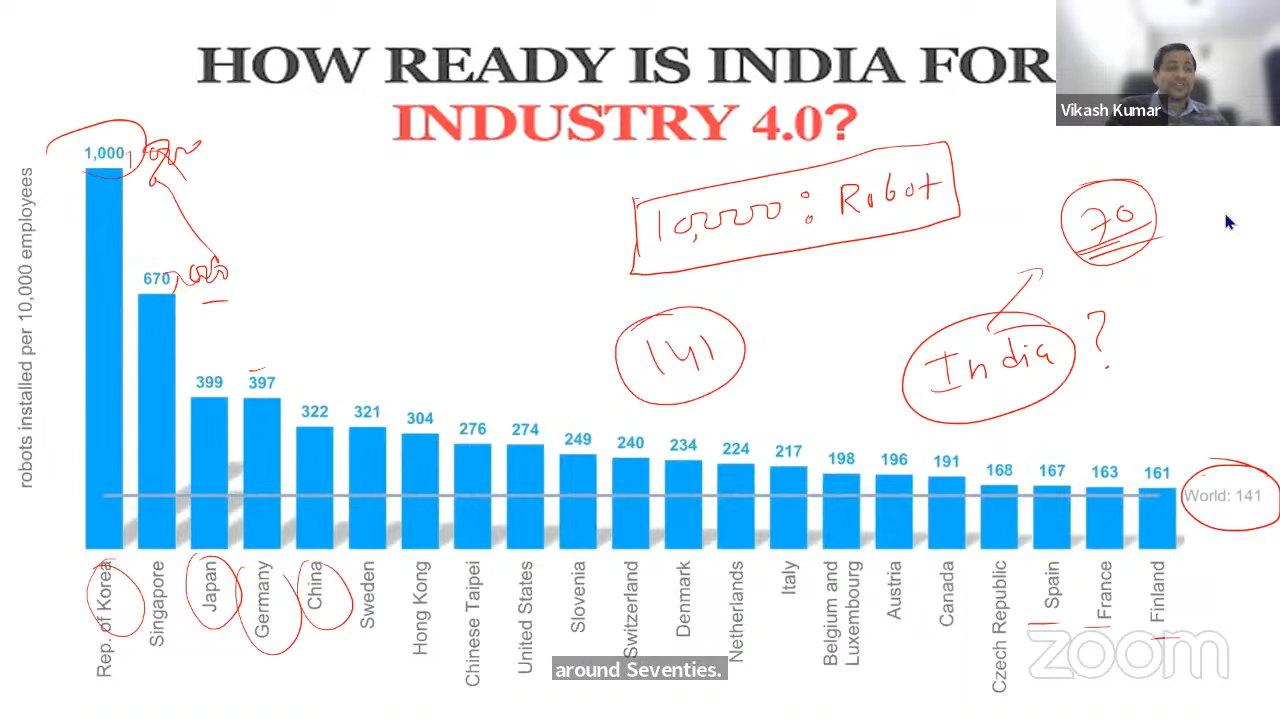 HOW READY IS INDIA FOR
INDUSTRY 4.0?
Vikash Kumar
robots installed per 10,000 employees
1,000
670
399
397
322
321
304
276
274
249
240
234
224
217
198
196
191
168
167
163
161
World: 141
10,000 : Robot
70
141
India ?
Rep. of Korea
Singapore
Japan
Germany
China
Sweden
Hong Kong
Chinese Taipei
United States
Slovenia
Switzerland
Denmark
Netherlands
Italy
Belgium and
Luxembourg
Austria
Canada
Czech Republic
Spain
France
Finland
around Seventies.
zoom